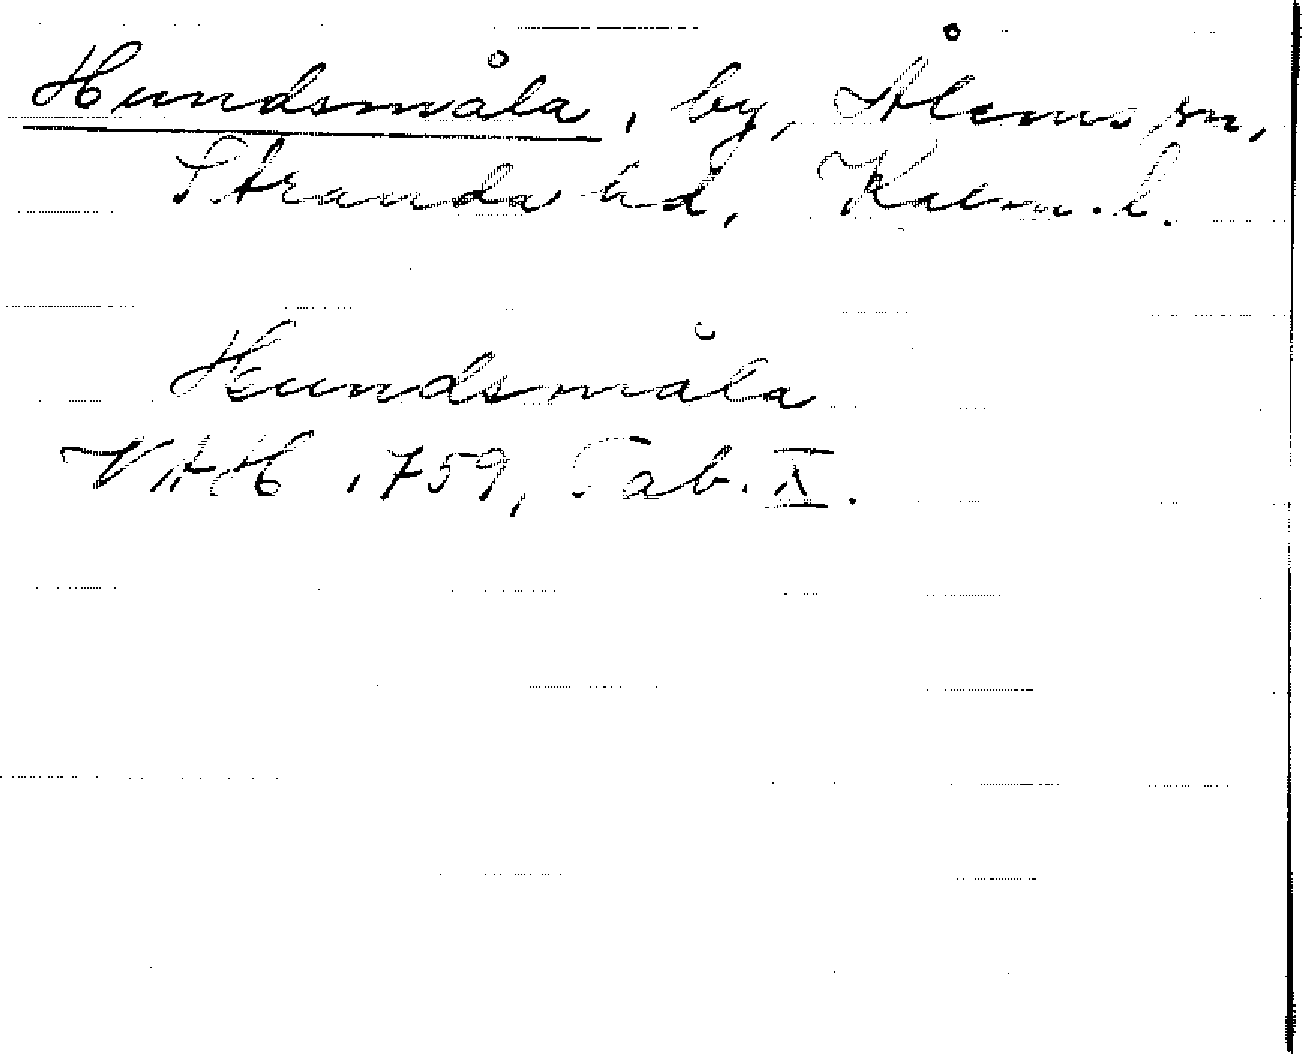 Hundsmåla, by, Ålems sn,
Stranda hd, Kalm. l.
Hundsmåla
VAH 1759, Tab. X.